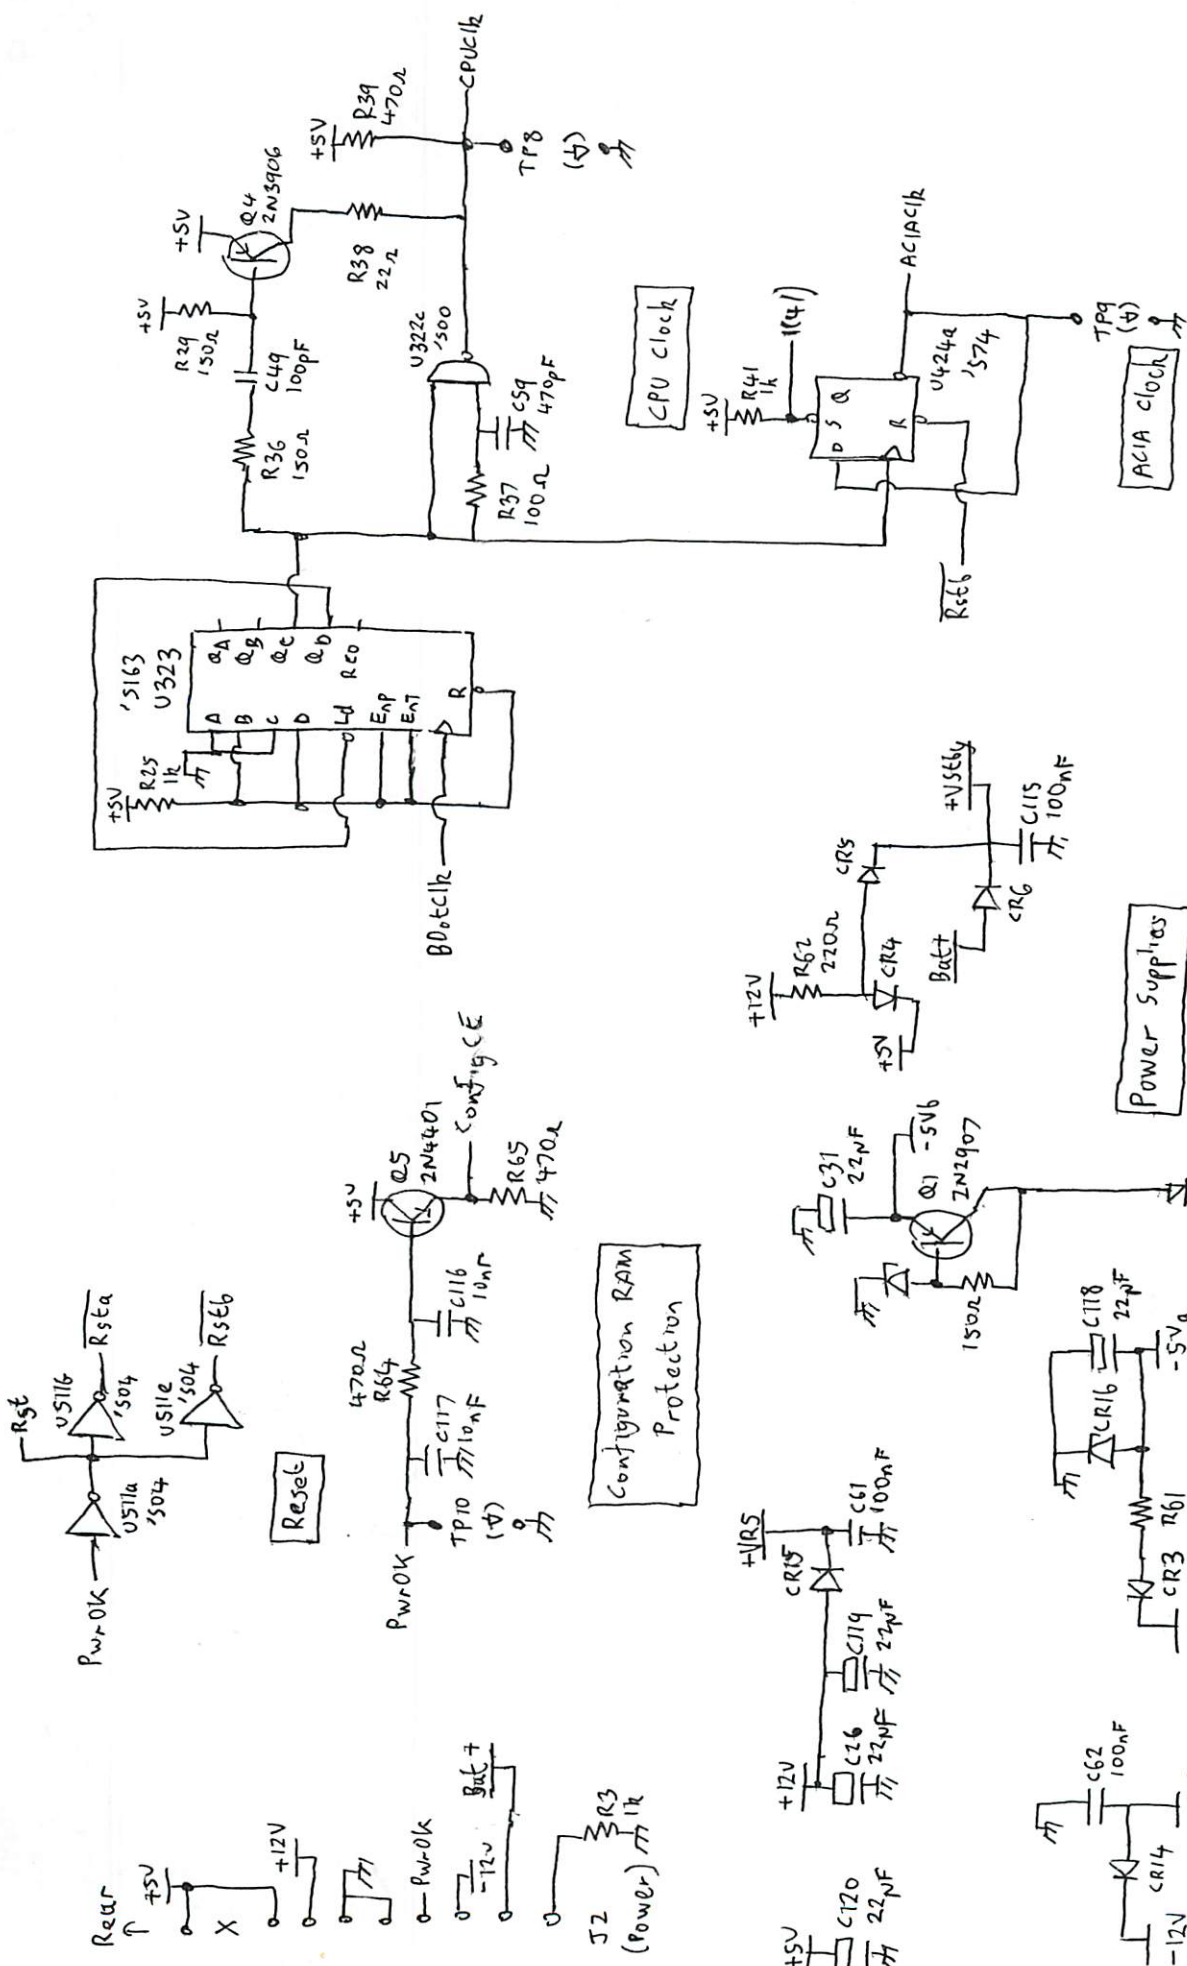 Rear
↑
+5V
X
+12V
PwrOK
-12V
Bat+
R3
1k
J2
(Power)
PwrOK
U511a
'S04
Rst
U511b
'S04
Rsta
U511e
'S04
Rstb
Reset
PwrOK
TP10
C117
10nF
470Ω
R64
C116
10nF
+5V
Q5
2N4401
ConfigCE
R65
470Ω
Configuration RAM
Protection
BDotClk
+5V
R25
1k
'S163
U323
A
B
C
D
Ld
EnP
EnT
R
QA
QB
QC
QD
RCO
R36
150Ω
C49
100pF
+5V
R29
150Ω
+5V
Q4
2N3906
R38
22Ω
+5V
R39
470Ω
CPUClk
TP8
R37
100Ω
C59
470pF
U322c
'S00
CPU Clock
+5V
R41
1k
1(41)
D
S
Q
R
U424a
'S74
Rstb
ACIAClk
TP9
ACIA Clock
+5V
C120
22µF
+12V
C26
22µF
C119
22µF
CR15
+VR5
C61
100nF
-12V
CR14
C62
100nF
CR3
R61
CR16
C118
22µF
-5Va
150Ω
C31
22µF
-5Vb
Q1
2N2907
+12V
R62
220Ω
CR4
+5V
CR5
Bat+
CR6
+VStby
C115
100nF
Power Supplies